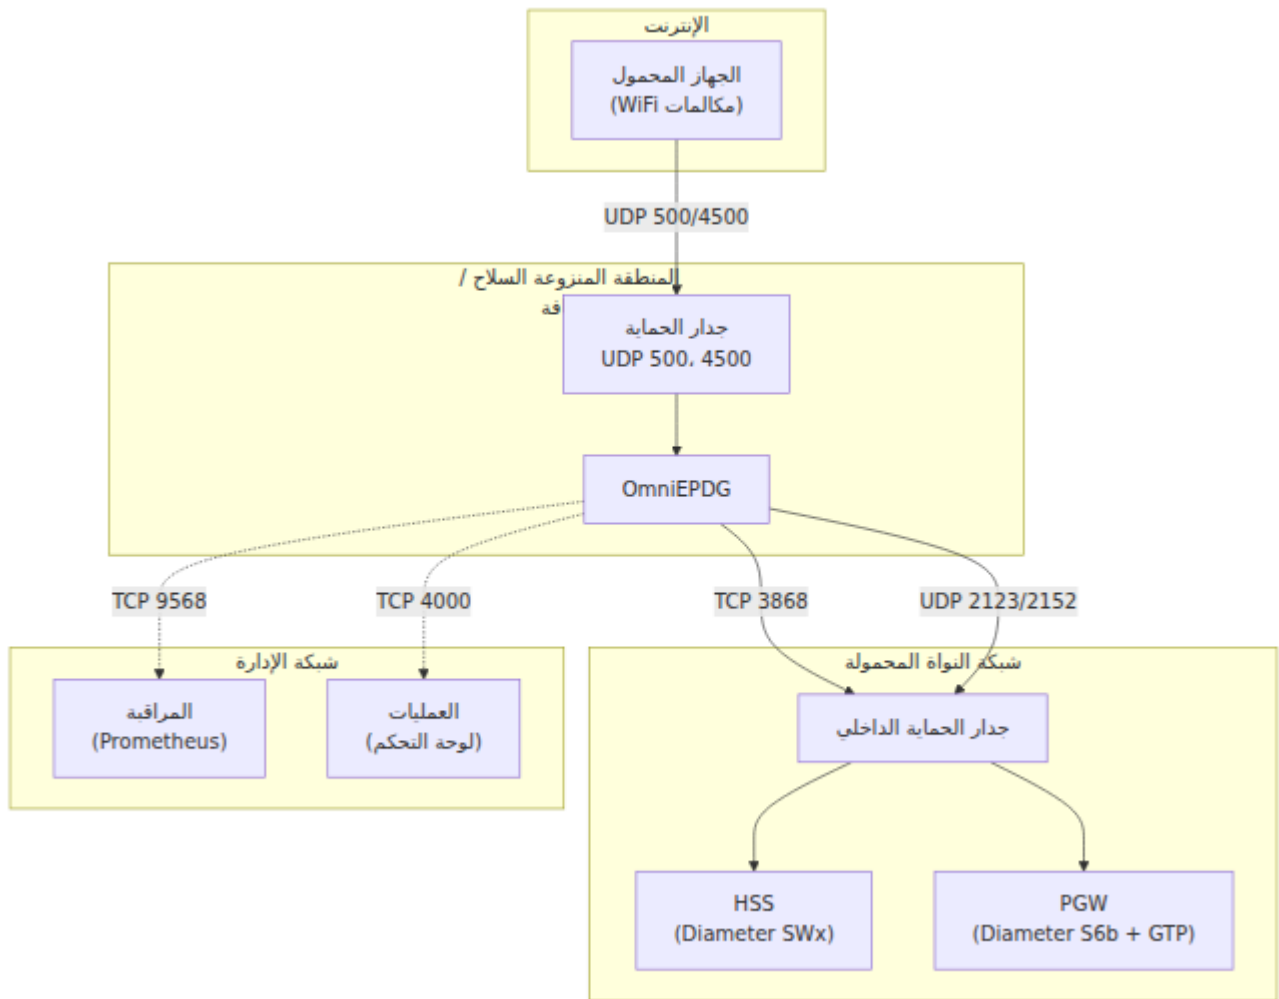 الإنترنت
الجهاز المحمول
(مكالمات WiFi)
UDP 500/4500
المنطقة المنزوعة السلاح /
جدار الحماية
UDP 500، 4500
OmniEPDG
TCP 9568
TCP 4000
TCP 3868
UDP 2123/2152
شبكة الإدارة
المراقبة
(Prometheus)
العمليات
(لوحة التحكم)
شبكة النواة المحمولة
جدار الحماية الداخلي
HSS
(Diameter SWx)
PGW
(Diameter S6b + GTP)